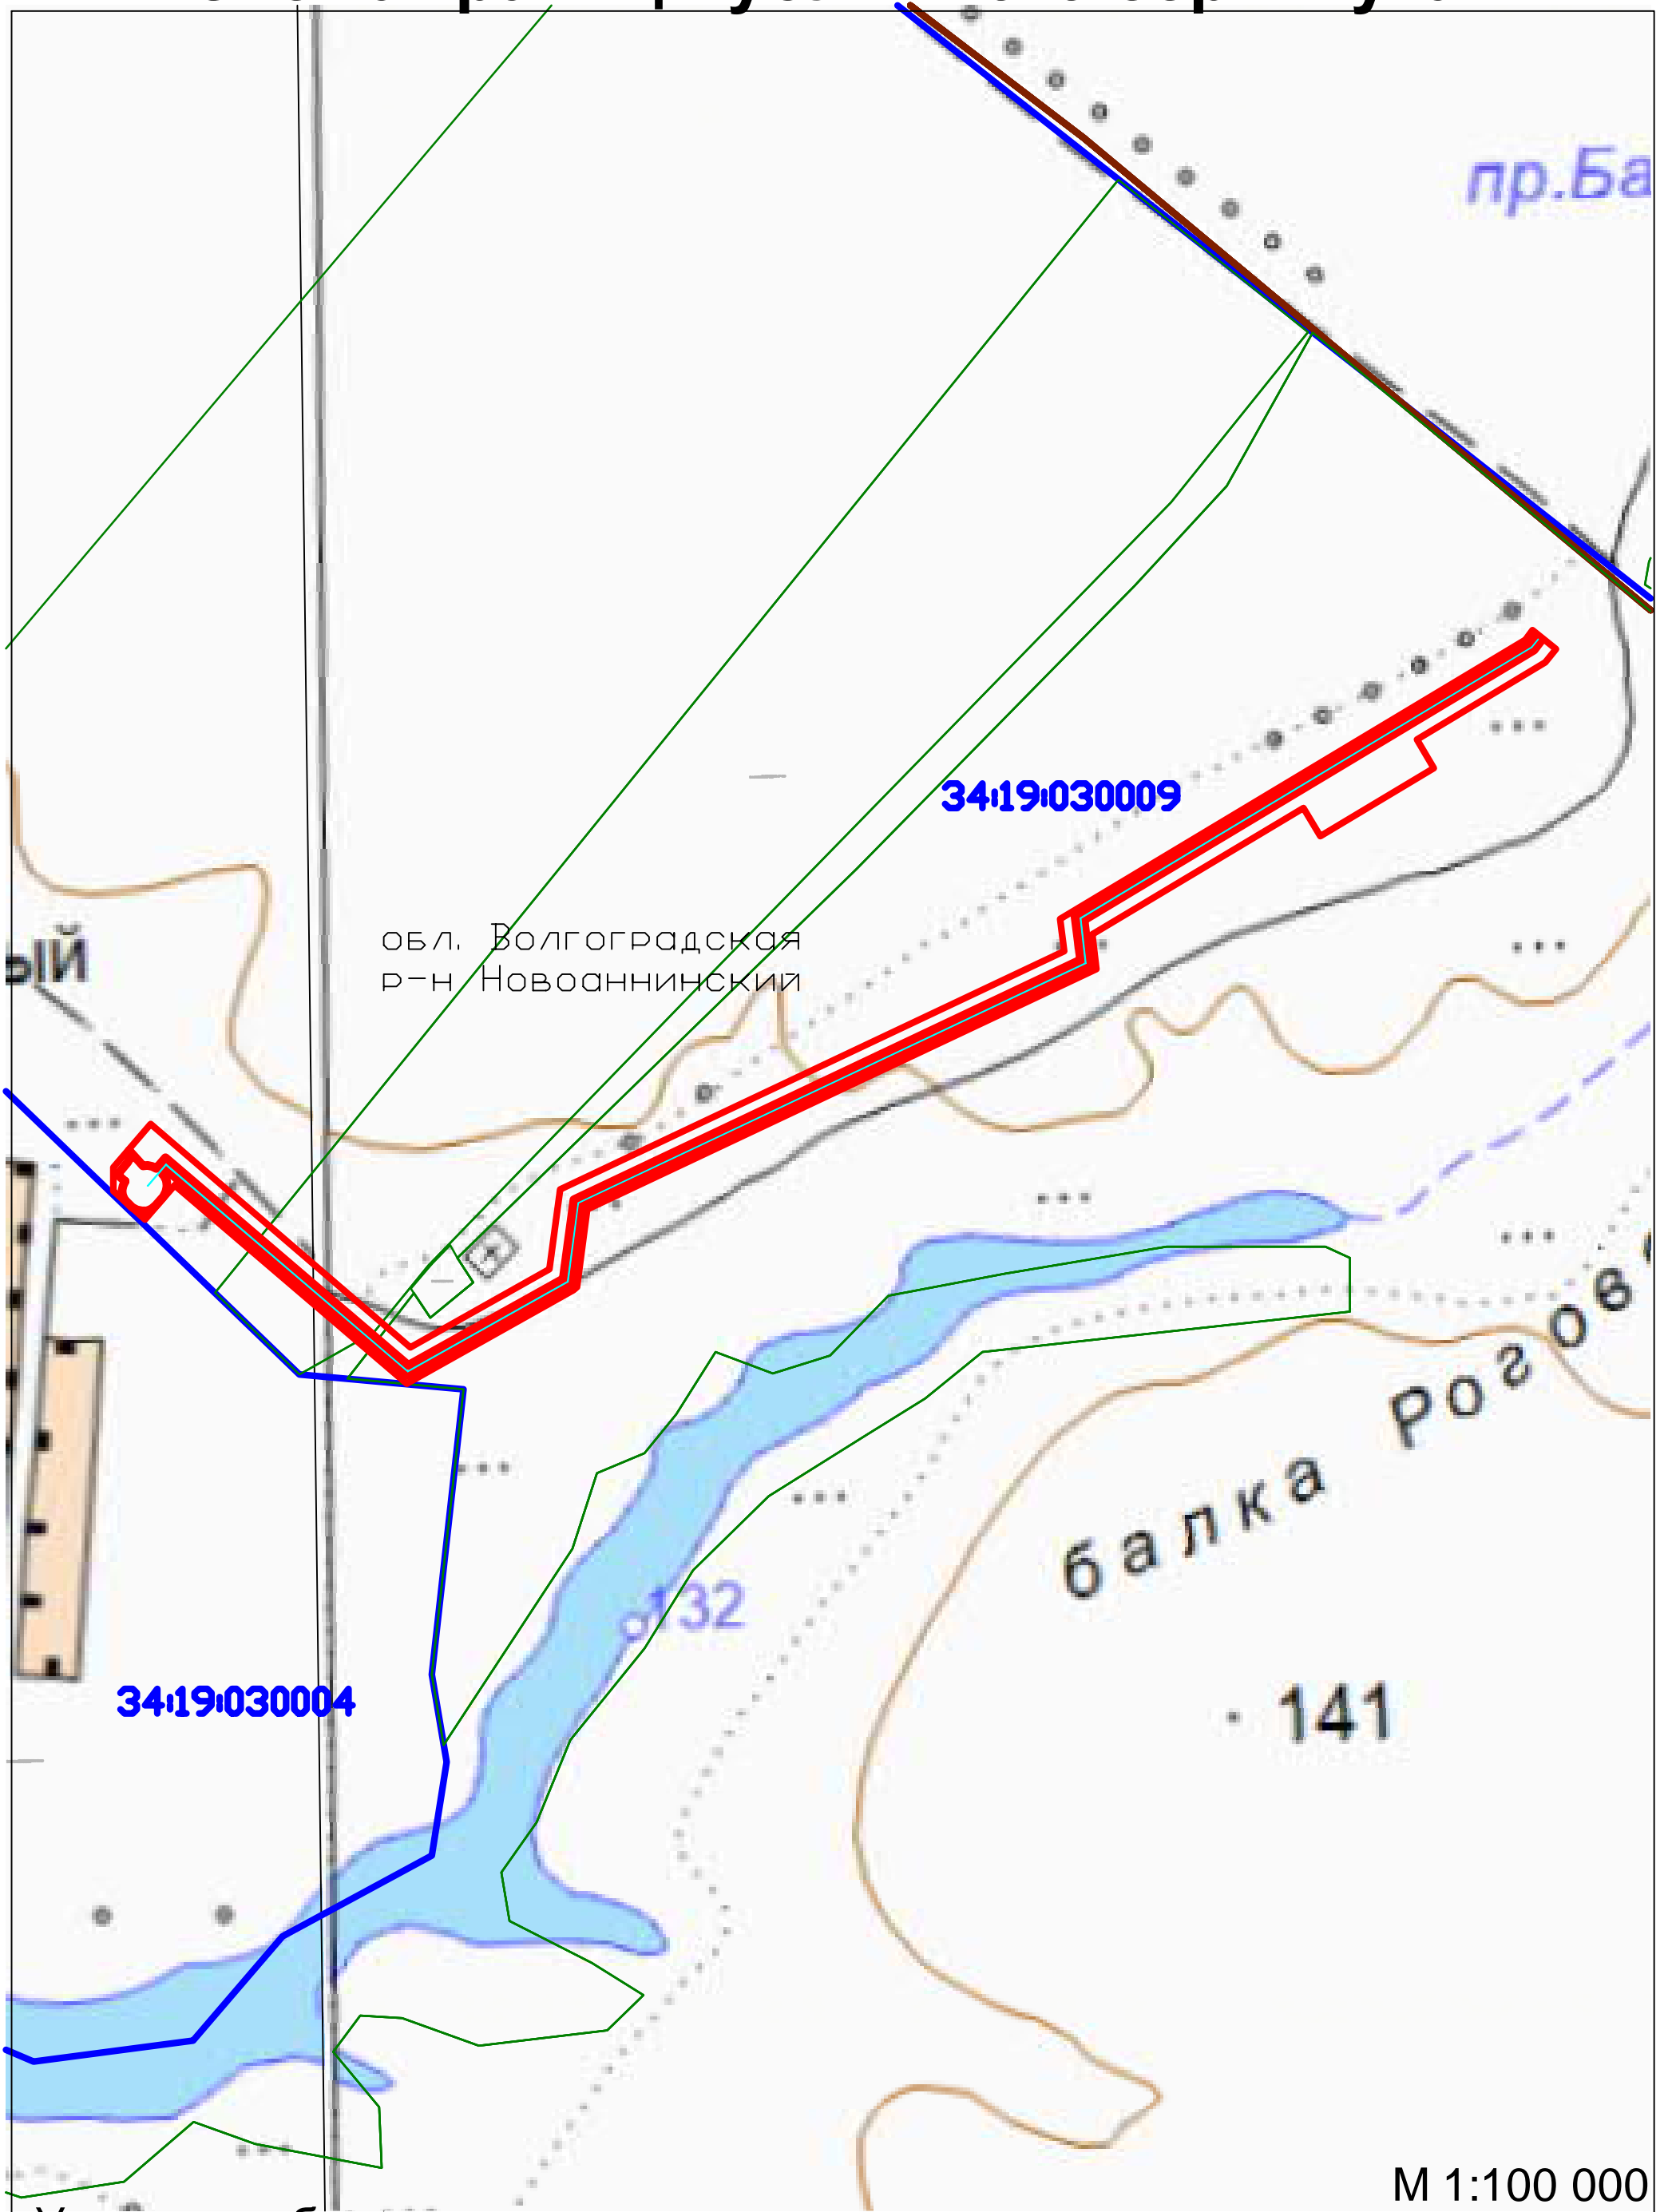 пр.Ба
34:19:030009
обл. Волгоградская
р-н Новоаннинский
ый
балка Рогов
132
34:19:030004
141
М 1:100 000